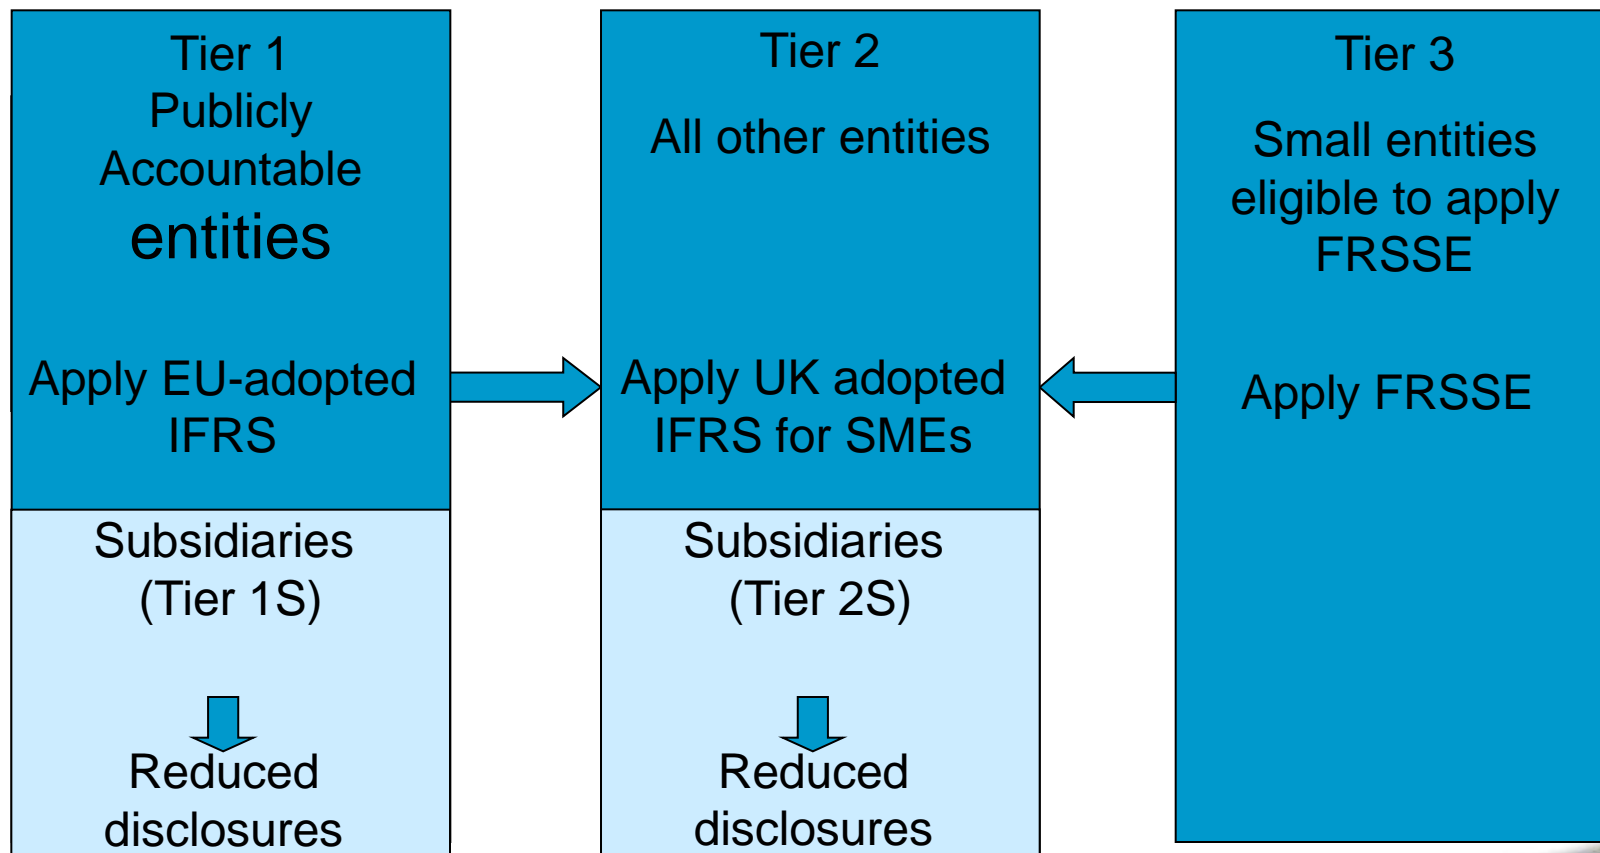 Tier 1
Publicly
Accountable
entities
Apply EU-adopted
IFRS
Subsidiaries
(Tier 1S)
Reduced
disclosures
Tier 2
All other entities
Apply UK adopted
IFRS for SMEs
Subsidiaries
(Tier 2S)
Reduced
disclosures
Tier 3
Small entities
eligible to apply
FRSSE
Apply FRSSE